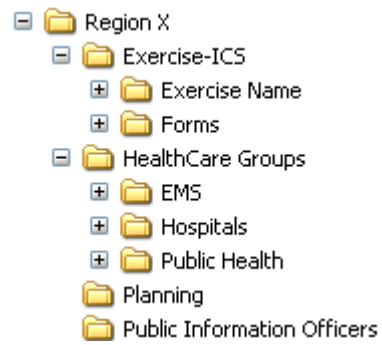 Region X
Exercise-ICS
Exercise Name
Forms
HealthCare Groups
EMS
Hospitals
Public Health
Planning
Public Information Officers